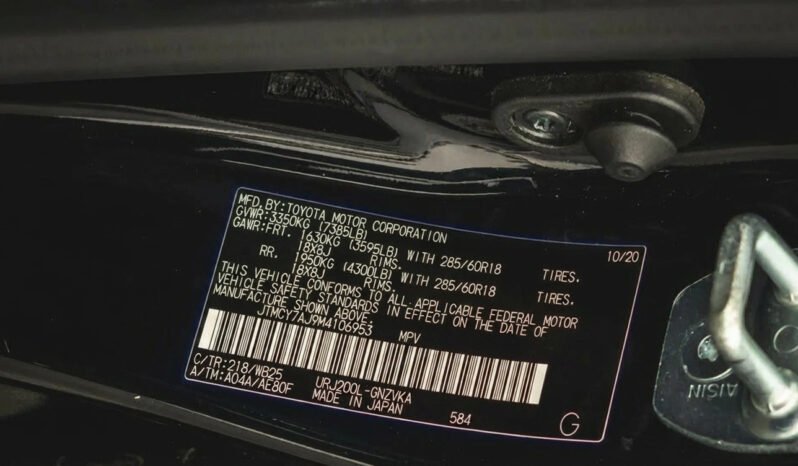 MFD. BY: TOYOTA MOTOR CORPORATION 10/20
GVWR: 3350KG (7385LB)
GAWR: FRT. 1630KG (3595LB) WITH 285/60R18 TIRES.
18X8J RIMS.
RR. 1950KG (4300LB) WITH 285/60R18 TIRES.
18X8J RIMS.
THIS VEHICLE CONFORMS TO ALL APPLICABLE FEDERAL MOTOR
VEHICLE SAFETY STANDARDS IN EFFECT ON THE DATE OF
MANUFACTURE SHOWN ABOVE.
JTMCY7AJ9M4106953 MPV
C/TR: 218/WB25 URJ200L-GNZVKA
A/TM: A04A/AE80F MADE IN JAPAN 584 G
AISIN